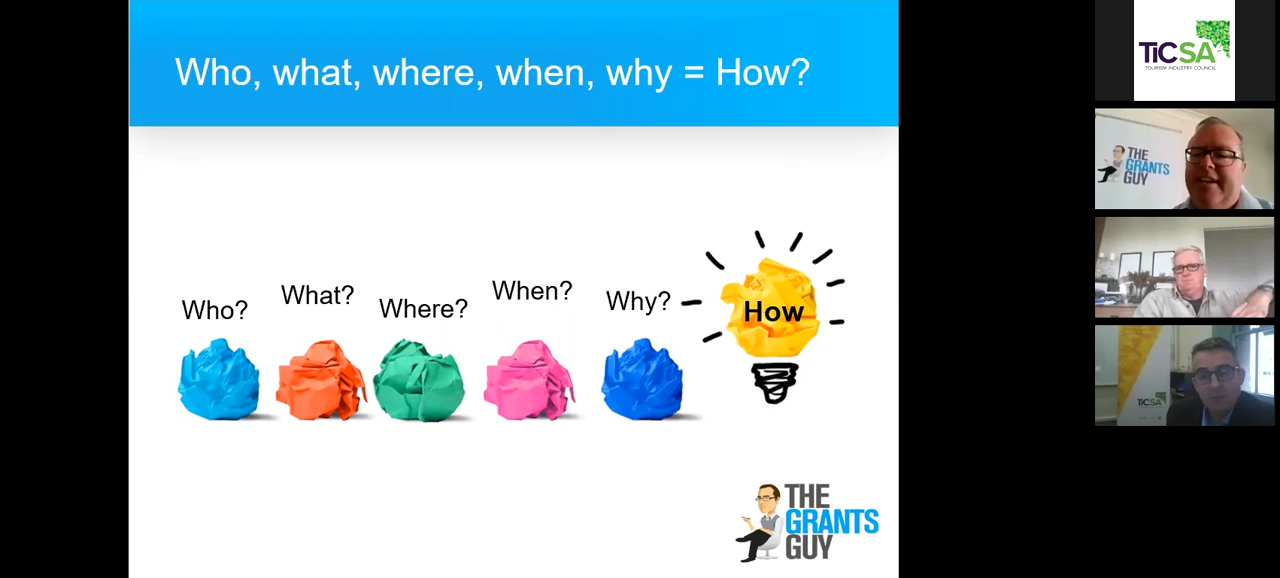 Who, what, where, when, why = How?
Who?
What?
Where?
When?
Why?
How
THE
GRANTS
GUY
TiCSA
TOURISM INDUSTRY COUNCIL
THE
GRANTS
GUY
TiCSA